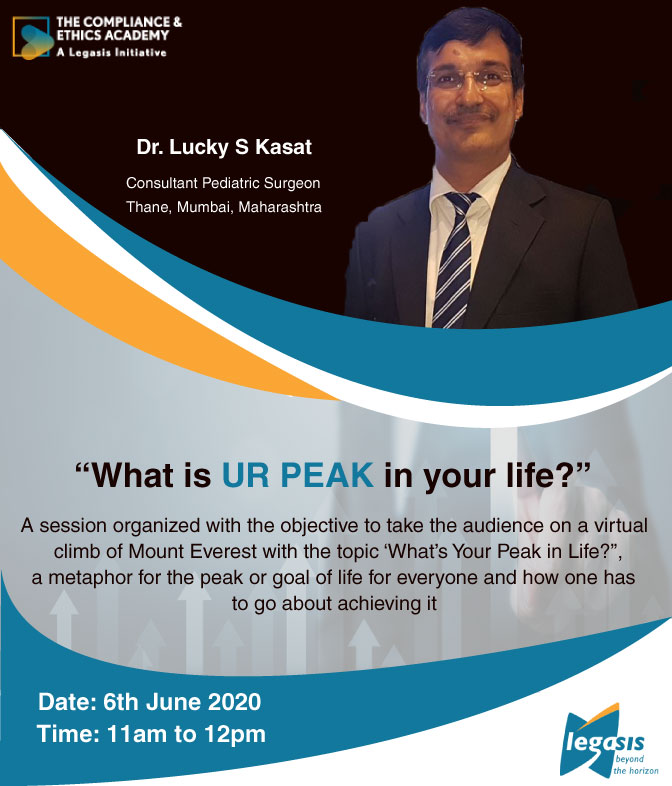 THE COMPLIANCE &
ETHICS ACADEMY
A Legasis Initiative
Dr. Lucky S Kasat
Consultant Pediatric Surgeon
Thane, Mumbai, Maharashtra
“What is UR PEAK in your life?”
A session organized with the objective to take the audience on a virtual
climb of Mount Everest with the topic ‘What’s Your Peak in Life?”,
a metaphor for the peak or goal of life for everyone and how one has
to go about achieving it
Date: 6th June 2020
Time: 11am to 12pm
legasis
beyond
the horizon